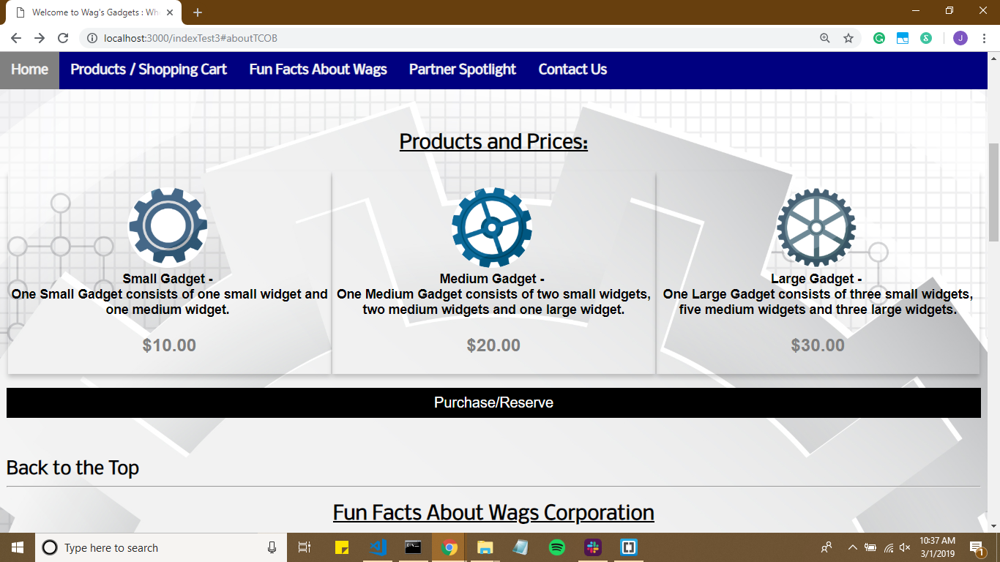 Welcome to Wag's Gadgets : Wh
localhost:3000/indexTest3#aboutTCOB
J
Home
Products / Shopping Cart
Fun Facts About Wags
Partner Spotlight
Contact Us
Products and Prices:
Small Gadget -
One Small Gadget consists of one small widget and
one medium widget.
$10.00
Medium Gadget -
One Medium Gadget consists of two small widgets,
two medium widgets and one large widget.
$20.00
Large Gadget -
One Large Gadget consists of three small widgets,
five medium widgets and three large widgets.
$30.00
Purchase/Reserve
Back to the Top
Fun Facts About Wags Corporation
Type here to search
10:37 AM
3/1/2019
1